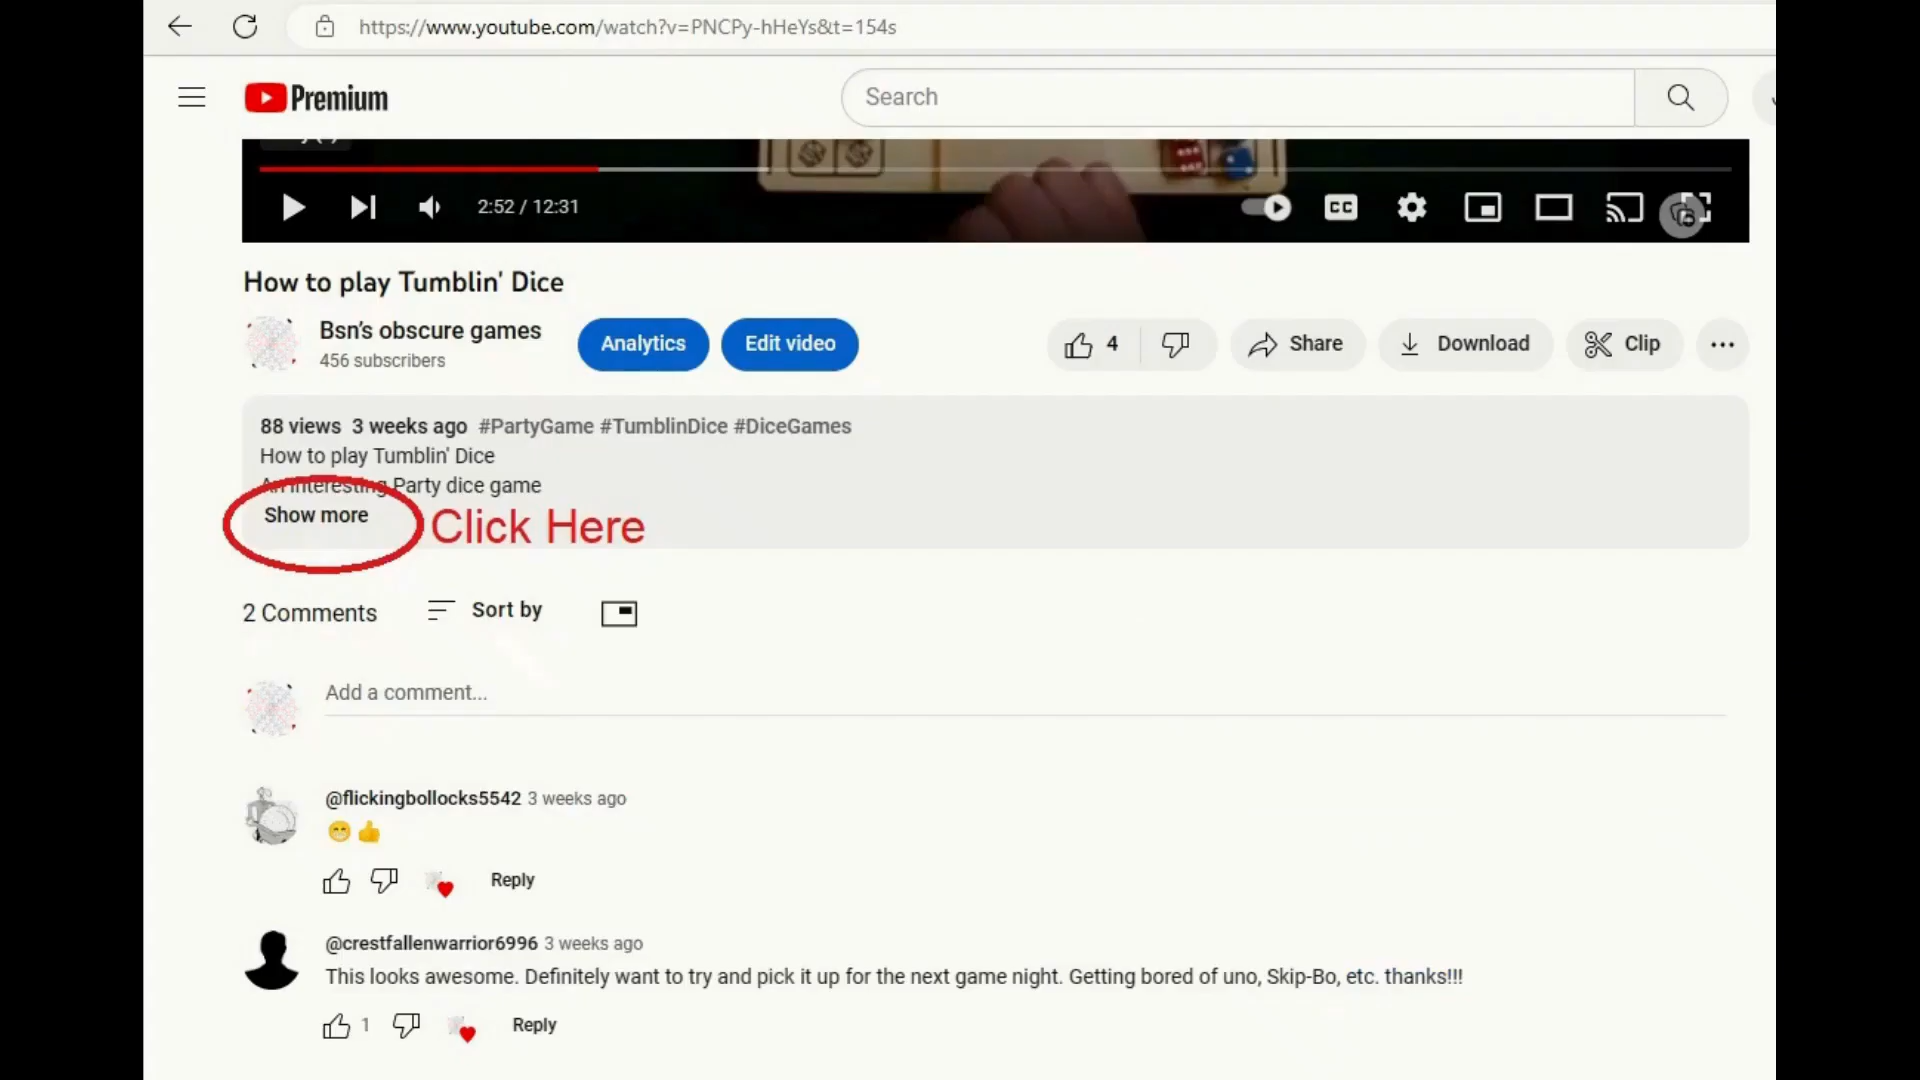 https://www.youtube.com/watch?v=PNCPy-hHeYs&t=154s
Premium
Search
2:52 / 12:31
CC
How to play Tumblin' Dice
Bsn's obscure games
456 subscribers
Analytics
Edit video
4
Share
Download
Clip
88 views 3 weeks ago #PartyGame #TumblinDice #DiceGames
How to play Tumblin' Dice
An interesting Party dice game
Show more
Click Here
2 Comments
Sort by
Add a comment...
@flickingbollocks5542 3 weeks ago
😁👍
Reply
@crestfallenwarrior6996 3 weeks ago
This looks awesome. Definitely want to try and pick it up for the next game night. Getting bored of uno, Skip-Bo, etc. thanks!!!
1
Reply